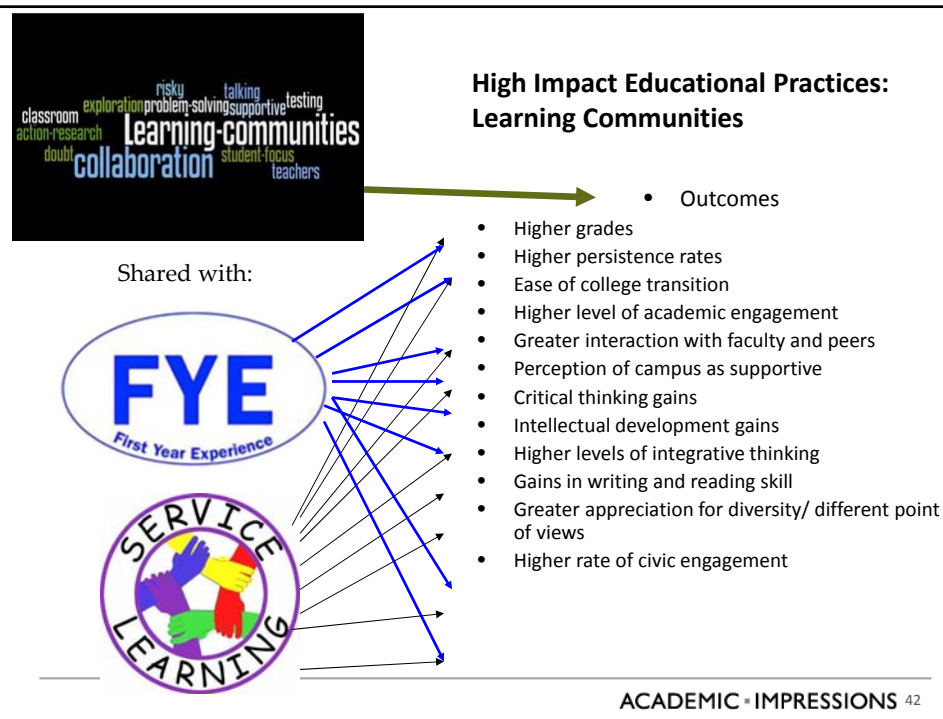 risky
talking
exploration problem-solving supportive testing
classroom
action-research Learning-communities
doubt collaboration student-focus
teachers
High Impact Educational Practices:
Learning Communities
• Outcomes
Shared with:
FYE
First Year Experience
SERVICE
LEARNING
• Higher grades
• Higher persistence rates
• Ease of college transition
• Higher level of academic engagement
• Greater interaction with faculty and peers
• Perception of campus as supportive
• Critical thinking gains
• Intellectual development gains
• Higher levels of integrative thinking
• Gains in writing and reading skill
• Greater appreciation for diversity/ different point
of views
• Higher rate of civic engagement
ACADEMIC ▪ IMPRESSIONS 42